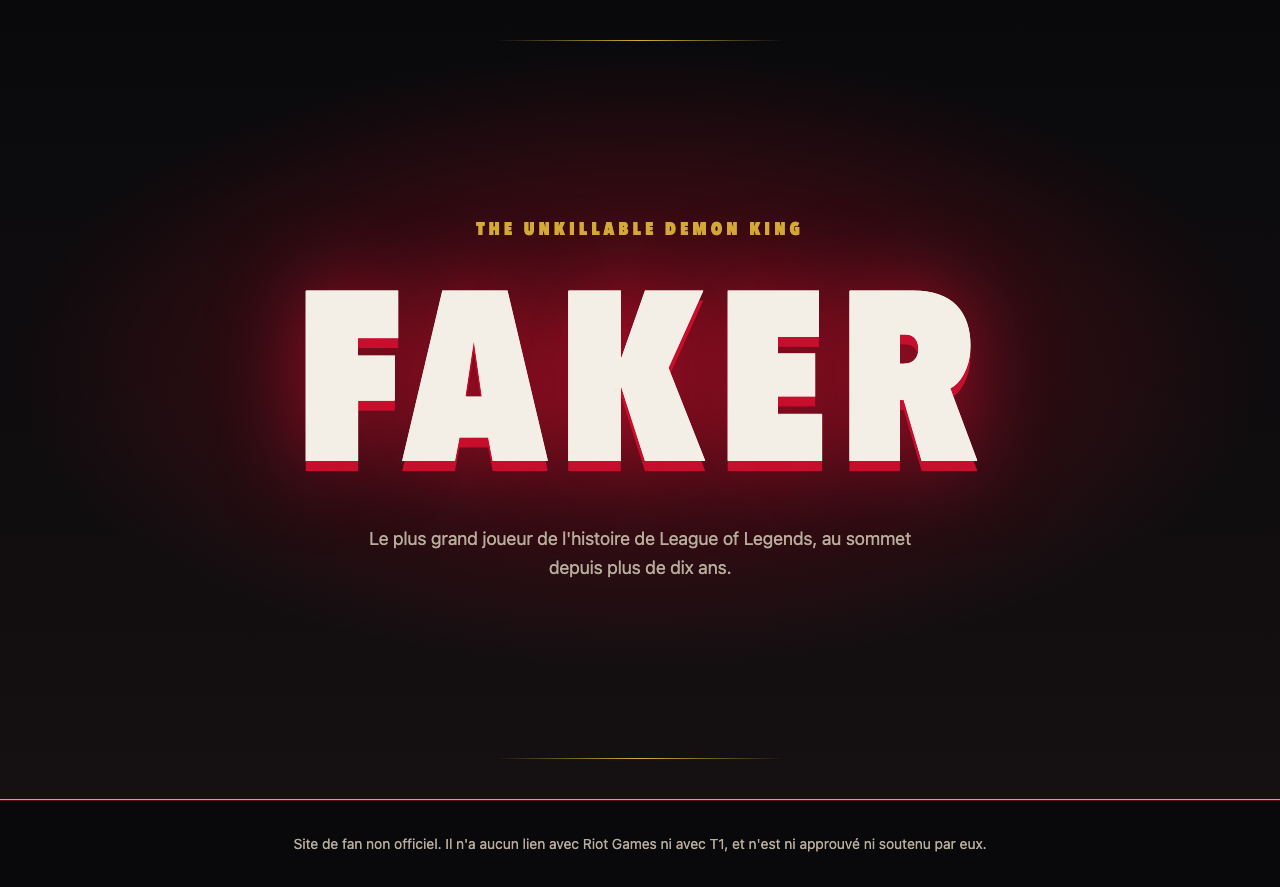 THE UNKILLABLE DEMON KING
FAKER
Le plus grand joueur de l'histoire de League of Legends, au sommet
depuis plus de dix ans.
Site de fan non officiel. Il n'a aucun lien avec Riot Games ni avec T1, et n'est ni approuvé ni soutenu par eux.